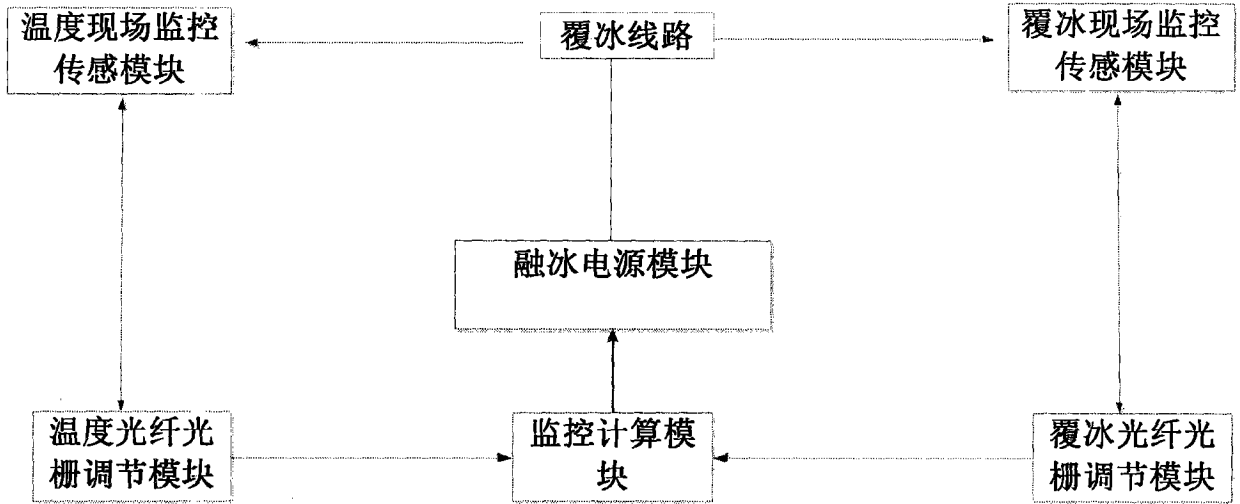 温度现场监控
传感模块
覆冰线路
覆冰现场监控
传感模块
融冰电源模块
温度光纤光
栅调节模块
监控计算模
块
覆冰光纤光
栅调节模块